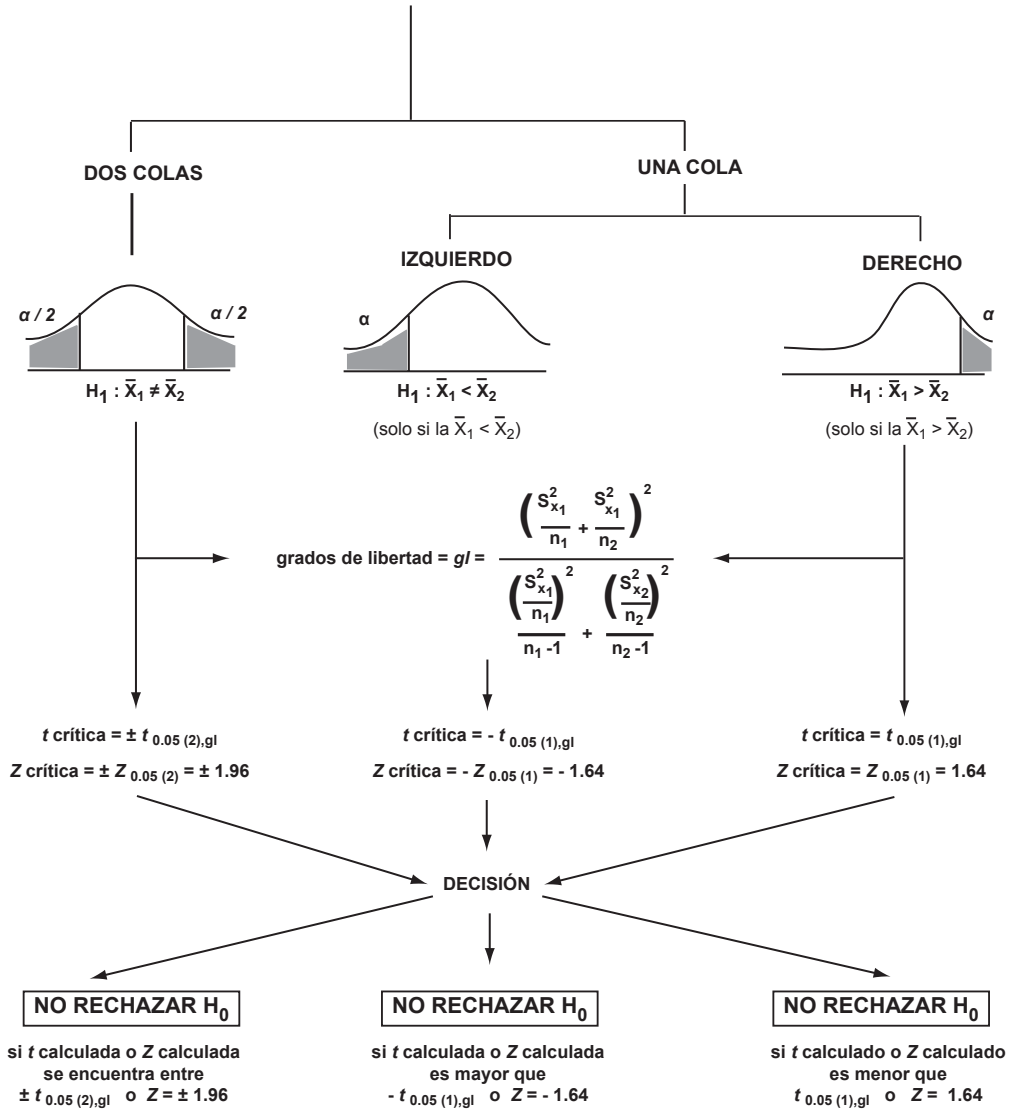 DOS COLAS
UNA COLA
IZQUIERDO
DERECHO
α / 2
α / 2
α
α
H₁ : X̄₁ ≠ X̄₂
H₁ : X̄₁ < X̄₂
H₁ : X̄₁ > X̄₂
(solo si la X̄₁ < X̄₂)
(solo si la X̄₁ > X̄₂)
grados de libertad = gl = (S²ₓ₁/n₁ + S²ₓ₁/n₂)² / ((S²ₓ₁/n₁)²/(n₁ -1) + (S²ₓ₂/n₂)²/(n₂ -1))
t crítica = ± t 0.05 (2),gl
t crítica = - t 0.05 (1),gl
t crítica = t 0.05 (1),gl
Z crítica = ± Z 0.05 (2) = ± 1.96
Z crítica = - Z 0.05 (1) = - 1.64
Z crítica = Z 0.05 (1) = 1.64
DECISIÓN
NO RECHAZAR H₀
si t calculada o Z calculada
se encuentra entre
± t 0.05 (2),gl o Z = ± 1.96
NO RECHAZAR H₀
si t calculada o Z calculada
es mayor que
- t 0.05 (1),gl o Z = - 1.64
NO RECHAZAR H₀
si t calculado o Z calculado
es menor que
t 0.05 (1),gl o Z = 1.64